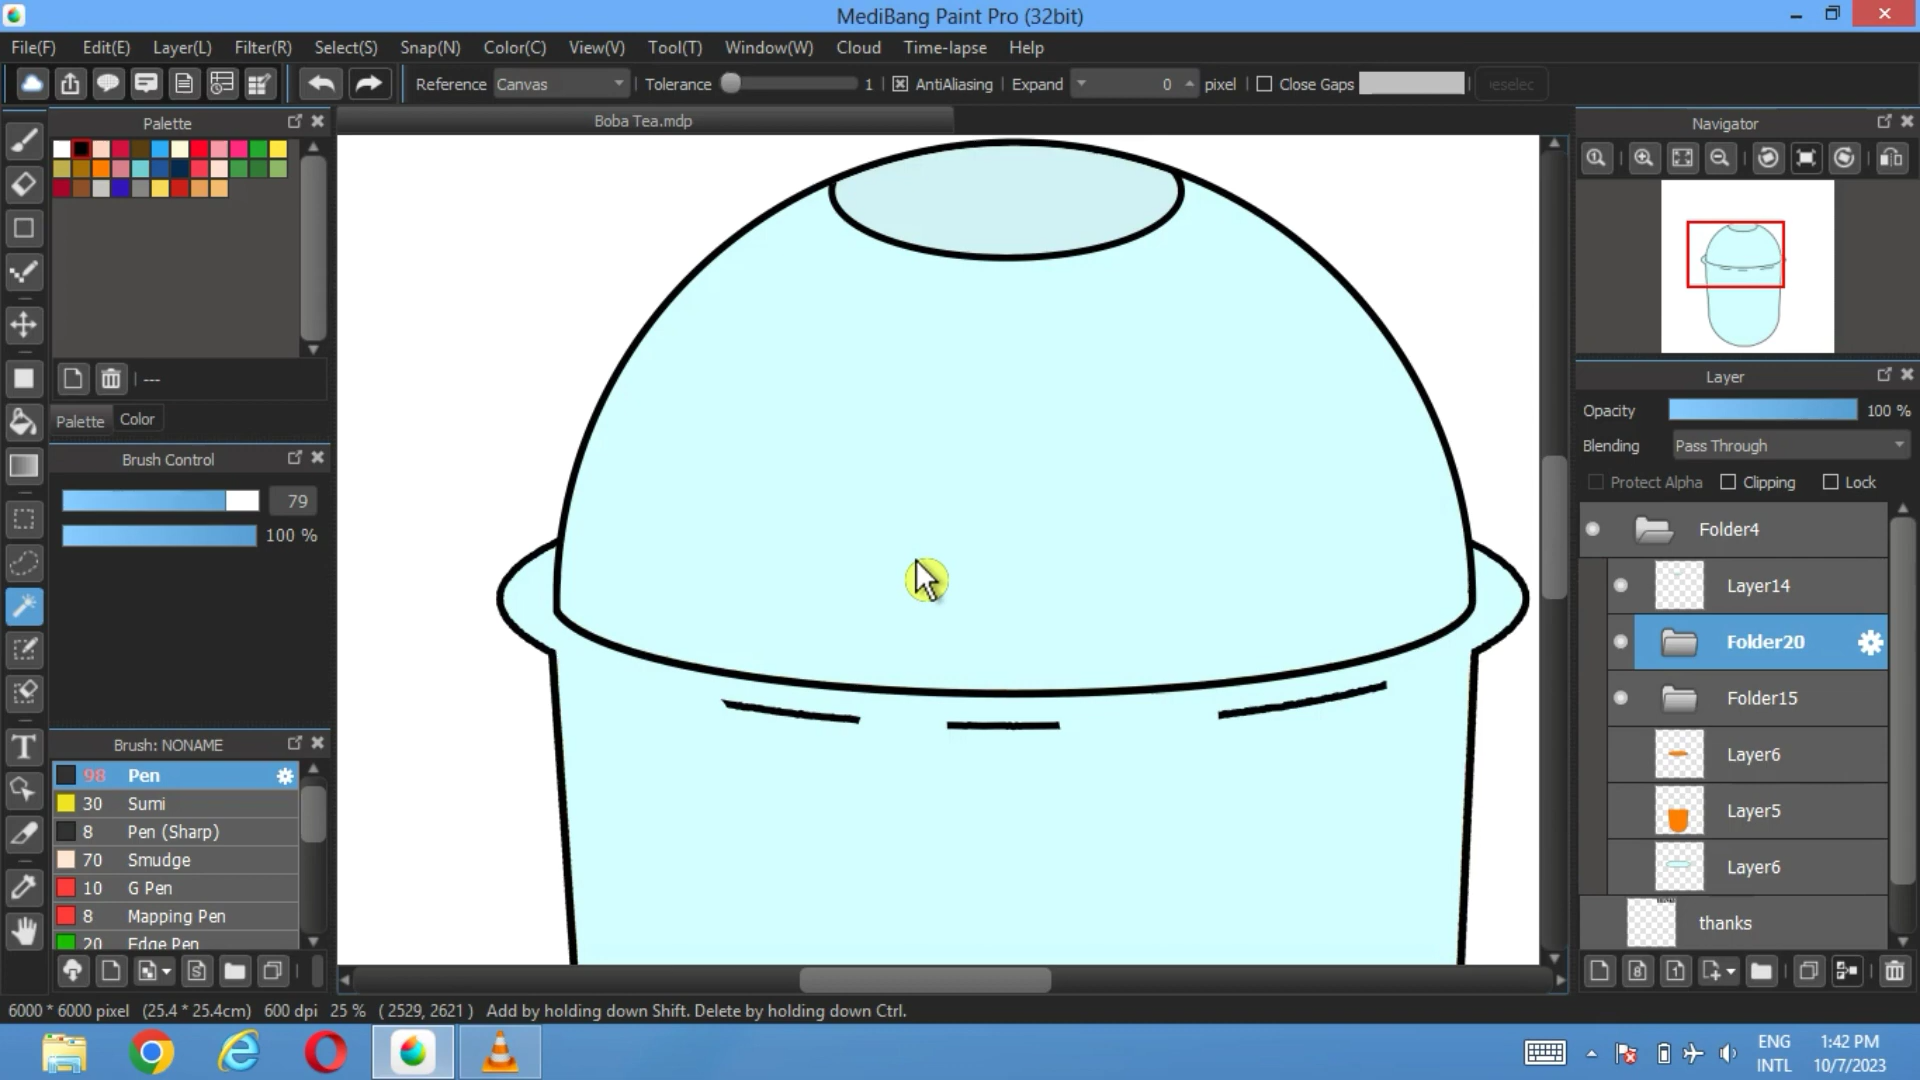 MediBang Paint Pro (32bit)
File(F) Edit(E) Layer(L) Filter(R) Select(S) Snap(N) Color(C) View(V) Tool(T) Window(W) Cloud Time-lapse Help
Reference Canvas Tolerance 1 AntiAliasing Expand 0 pixel Close Gaps
Palette
Boba Tea.mdp
Navigator
---
Palette Color
Brush Control
79
100 %
Brush: NONAME
98 Pen
30 Sumi
8 Pen (Sharp)
70 Smudge
10 G Pen
8 Mapping Pen
20 Edge Pen
Layer
Opacity 100 %
Blending Pass Through
Protect Alpha Clipping Lock
Folder4
Layer14
Folder20
Folder15
Layer6
Layer5
Layer6
thanks
6000 * 6000 pixel (25.4 * 25.4cm) 600 dpi 25 % ( 2529, 2621 ) Add by holding down Shift. Delete by holding down Ctrl.
ENG
INTL
1:42 PM
10/7/2023